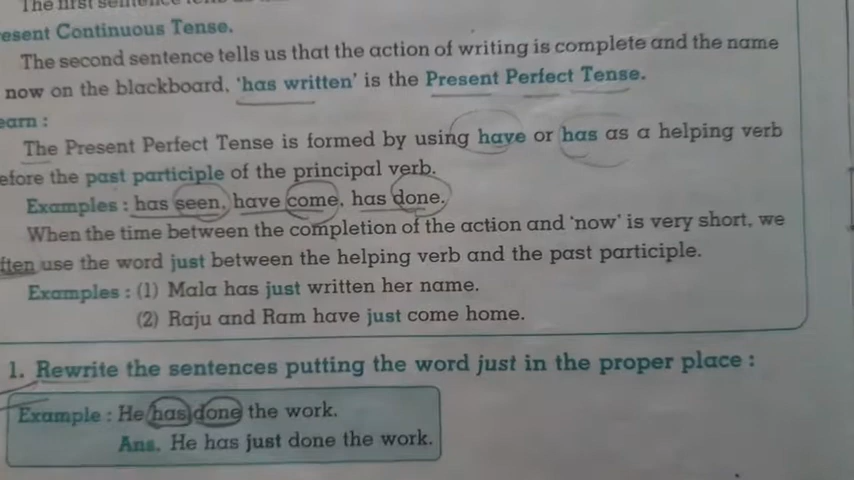 The first sentence
esent Continuous Tense.
The second sentence tells us that the action of writing is complete and the name
now on the blackboard, 'has written' is the Present Perfect Tense.
earn :
The Present Perfect Tense is formed by using have or has as a helping verb
efore the past participle of the principal verb.
Examples : has seen, have come, has done.
When the time between the completion of the action and 'now' is very short, we
ften use the word just between the helping verb and the past participle.
Examples : (1) Mala has just written her name.
(2) Raju and Ram have just come home.
1. Rewrite the sentences putting the word just in the proper place :
Example : He has done the work.
Ans. He has just done the work.